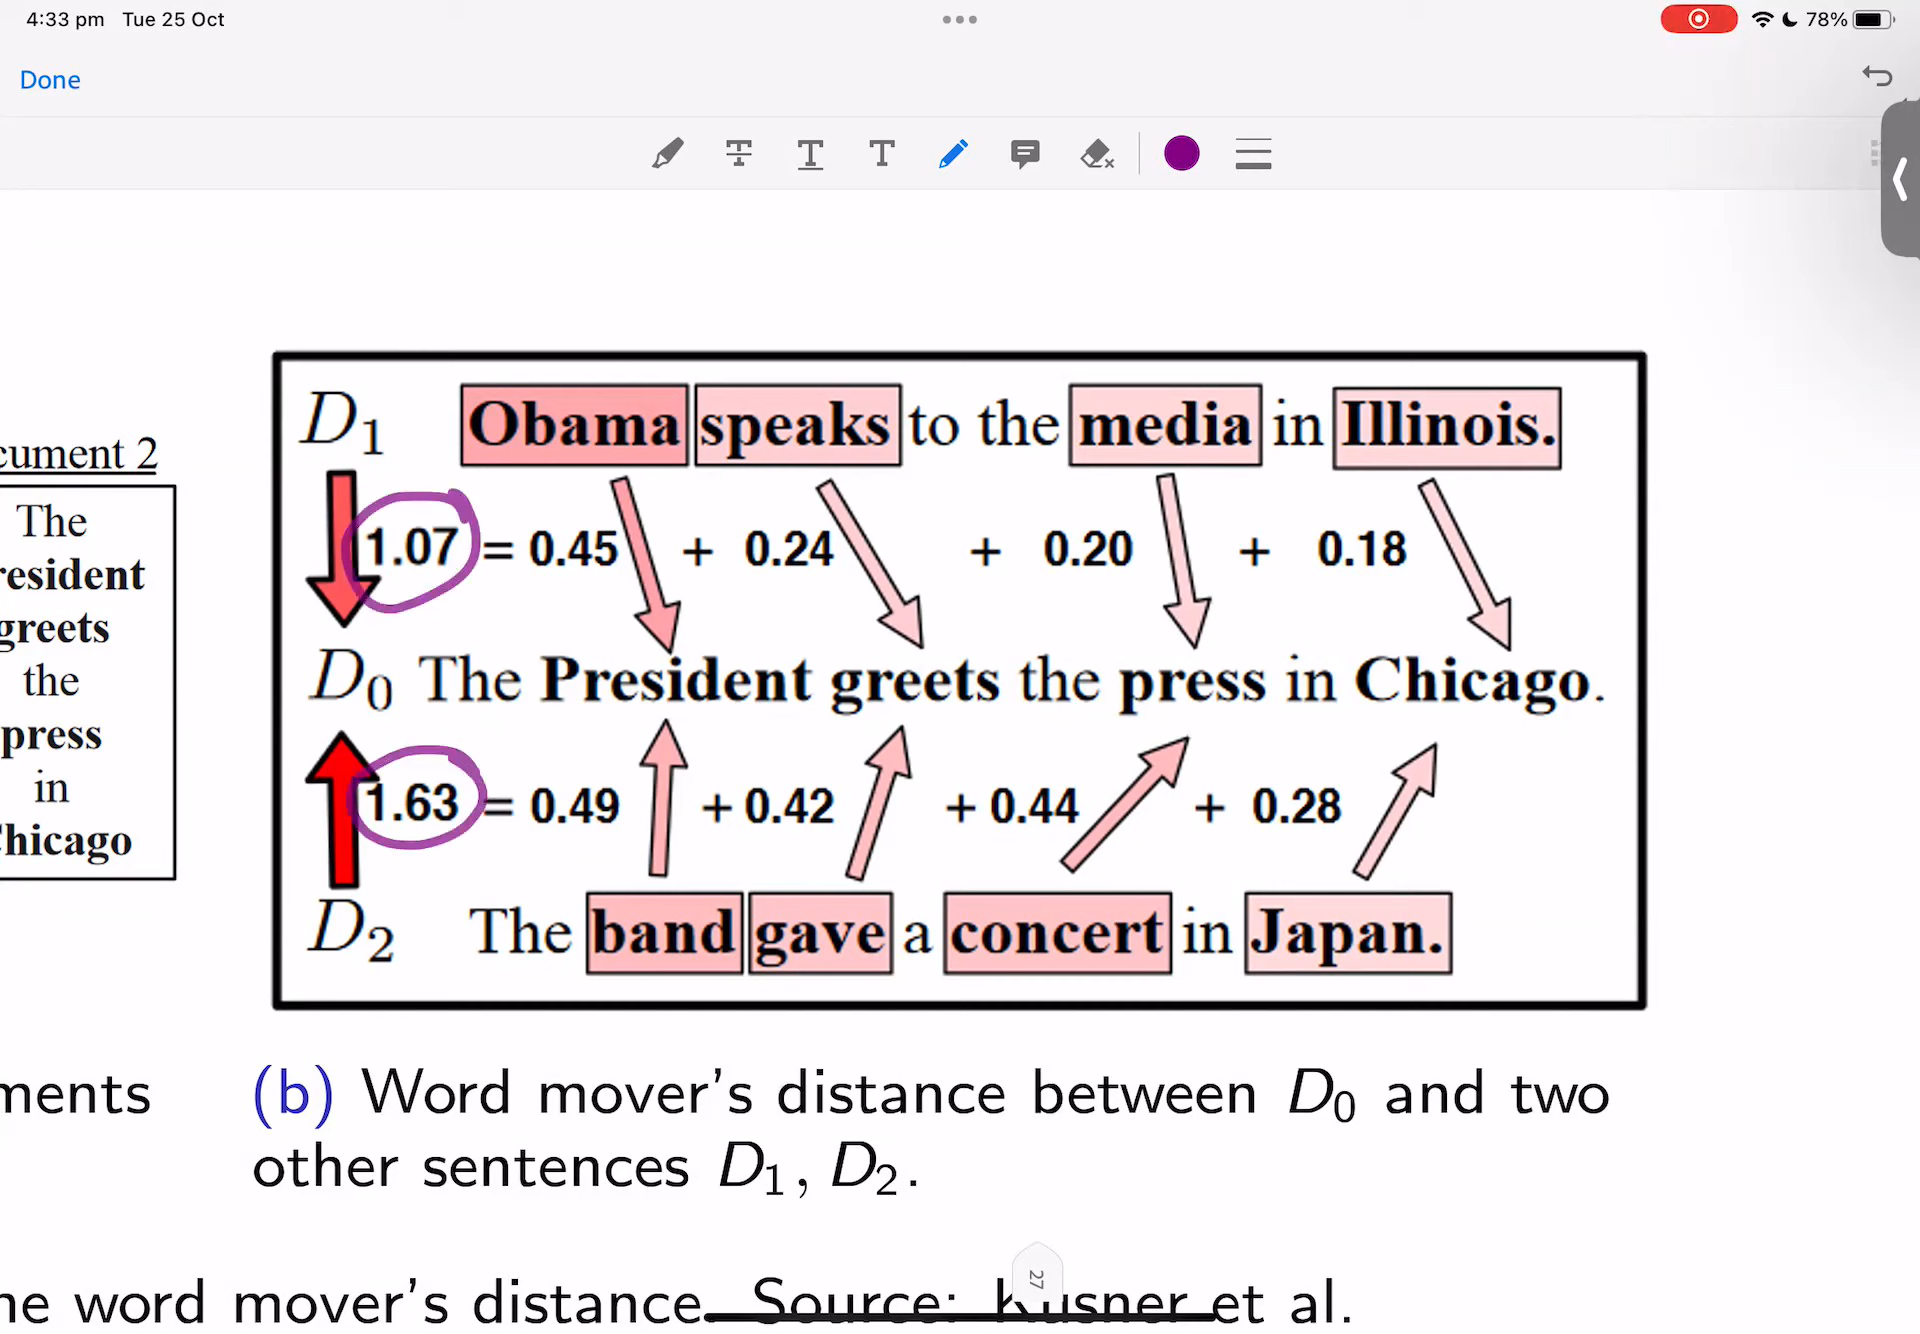 4:33 pm Tue 25 Oct
78%
Done
cument 2
The
resident
greets
the
press
in
hicago
D1 Obama speaks to the media in Illinois.
1.07 = 0.45 + 0.24 + 0.20 + 0.18
D0 The President greets the press in Chicago.
1.63 = 0.49 + 0.42 + 0.44 + 0.28
D2 The band gave a concert in Japan.
ments
(b) Word mover's distance between D0 and two
other sentences D1, D2.
27
he word mover's distance. Source: Kusner et al.